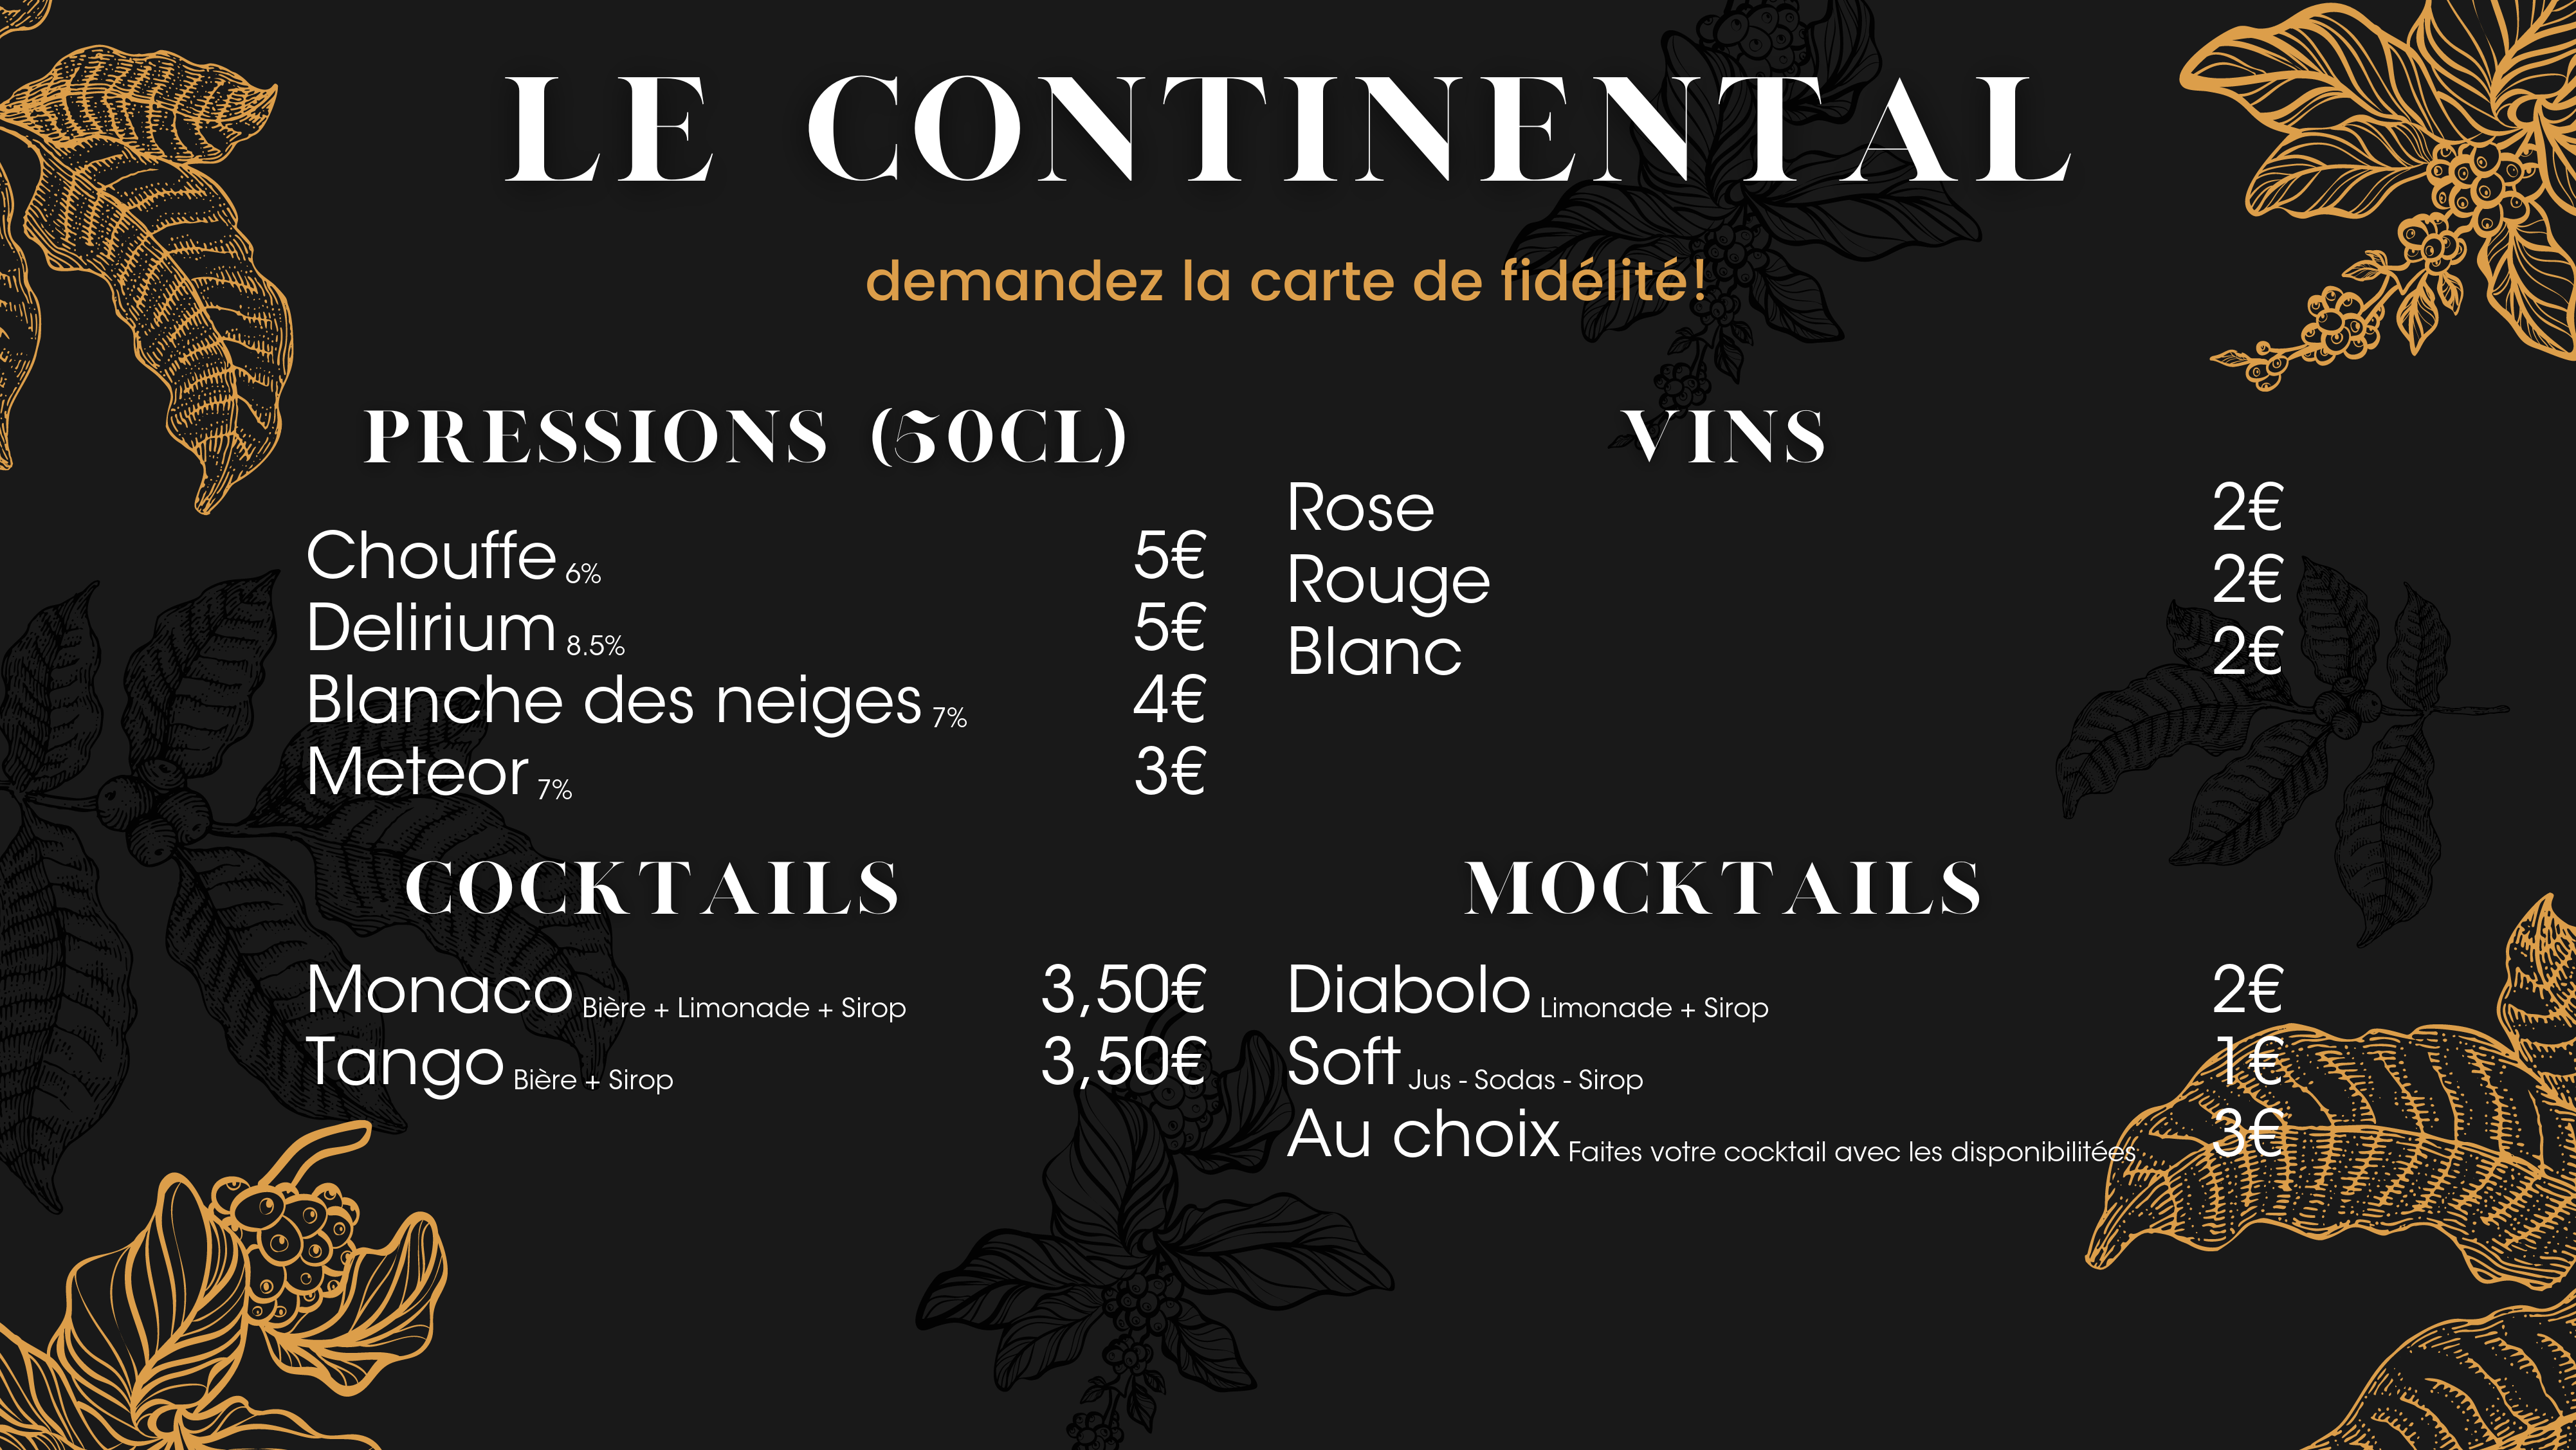 LE CONTINENTAL
demandez la carte de fidélité!
PRESSIONS (50CL)
Chouffe 6% 5€
Delirium 8.5% 5€
Blanche des neiges 7% 4€
Meteor 7% 3€
VINS
Rose 2€
Rouge 2€
Blanc 2€
COCKTAILS
Monaco Bière + Limonade + Sirop 3,50€
Tango Bière + Sirop 3,50€
MOCKTAILS
Diabolo Limonade + Sirop 2€
Soft Jus - Sodas - Sirop 1€
Au choix Faites votre cocktail avec les disponibilitées 3€